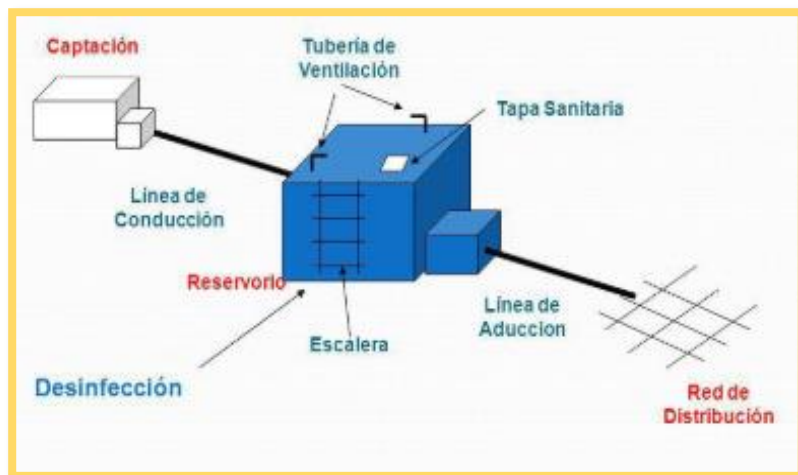 Captación
Tubería de
Ventilación
Tapa Sanitaria
Línea de
Conducción
Reservorio
Escalera
Línea de
Aduccion
Desinfección
Red de
Distribución